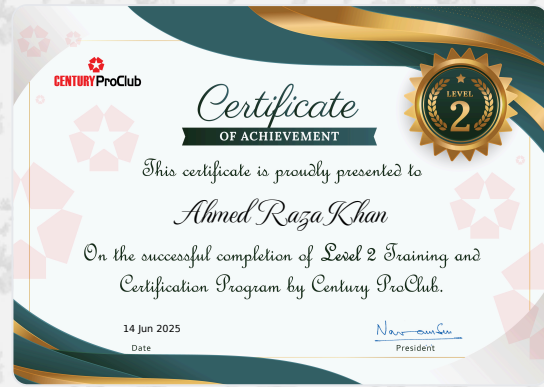 CENTURY ProClub
LEVEL
2
Certificate
OF ACHIEVEMENT
This certificate is proudly presented to
Ahmed Raza Khan
On the successful completion of Level 2 Training and
Certification Program by Century ProClub.
14 Jun 2025
Date
President